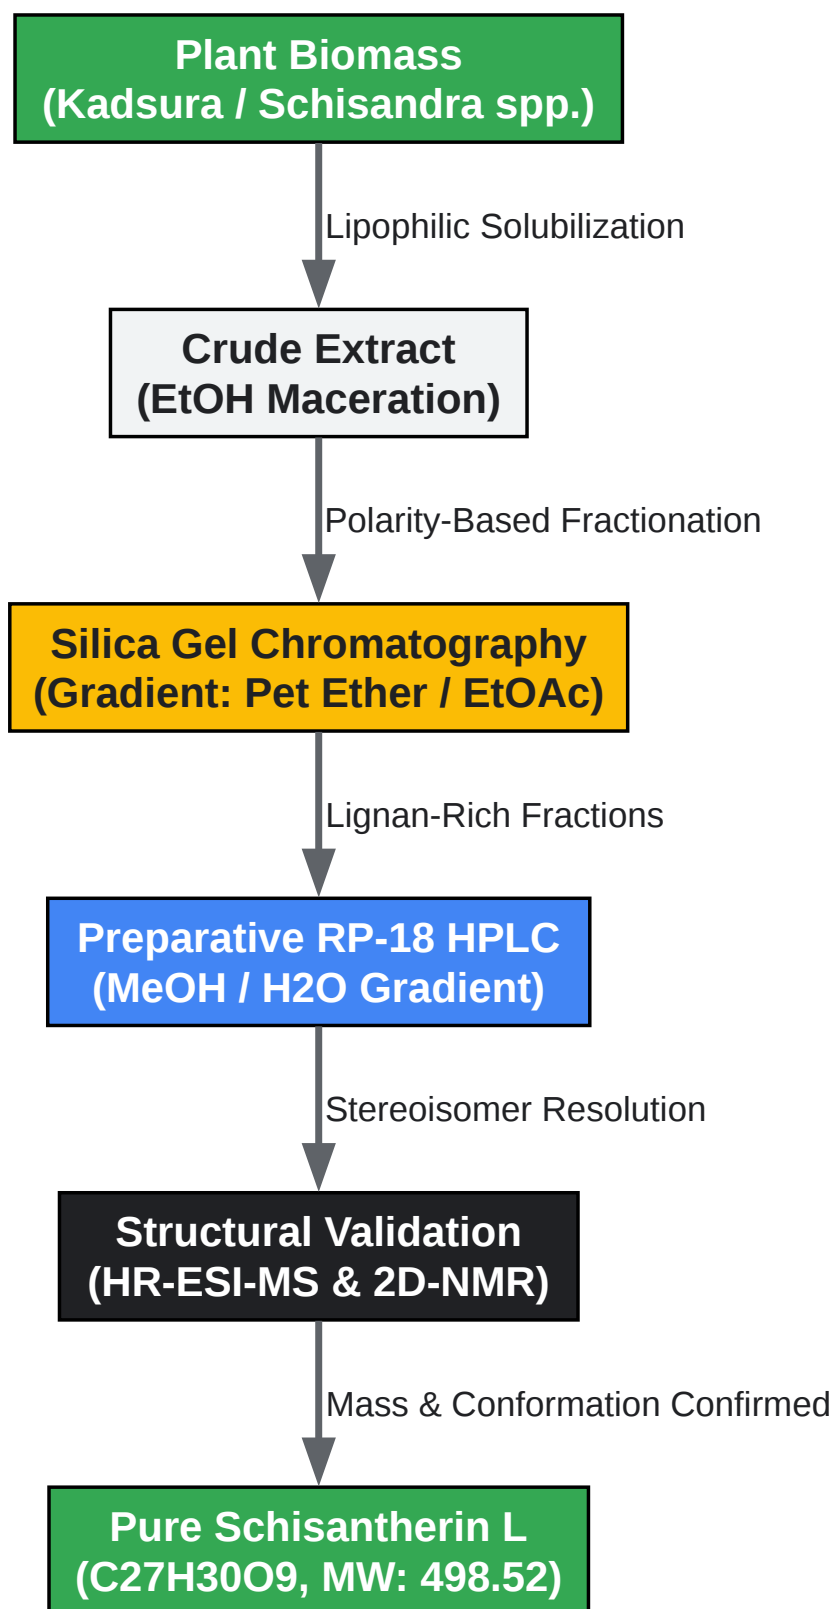 Plant Biomass
(Kadsura / Schisandra spp.)
Lipophilic Solubilization
Crude Extract
(EtOH Maceration)
Polarity-Based Fractionation
Silica Gel Chromatography
(Gradient: Pet Ether / EtOAc)
Lignan-Rich Fractions
Preparative RP-18 HPLC
(MeOH / H2O Gradient)
Stereoisomer Resolution
Structural Validation
(HR-ESI-MS & 2D-NMR)
Mass & Conformation Confirmed
Pure Schisantherin L
(C27H30O9, MW: 498.52)